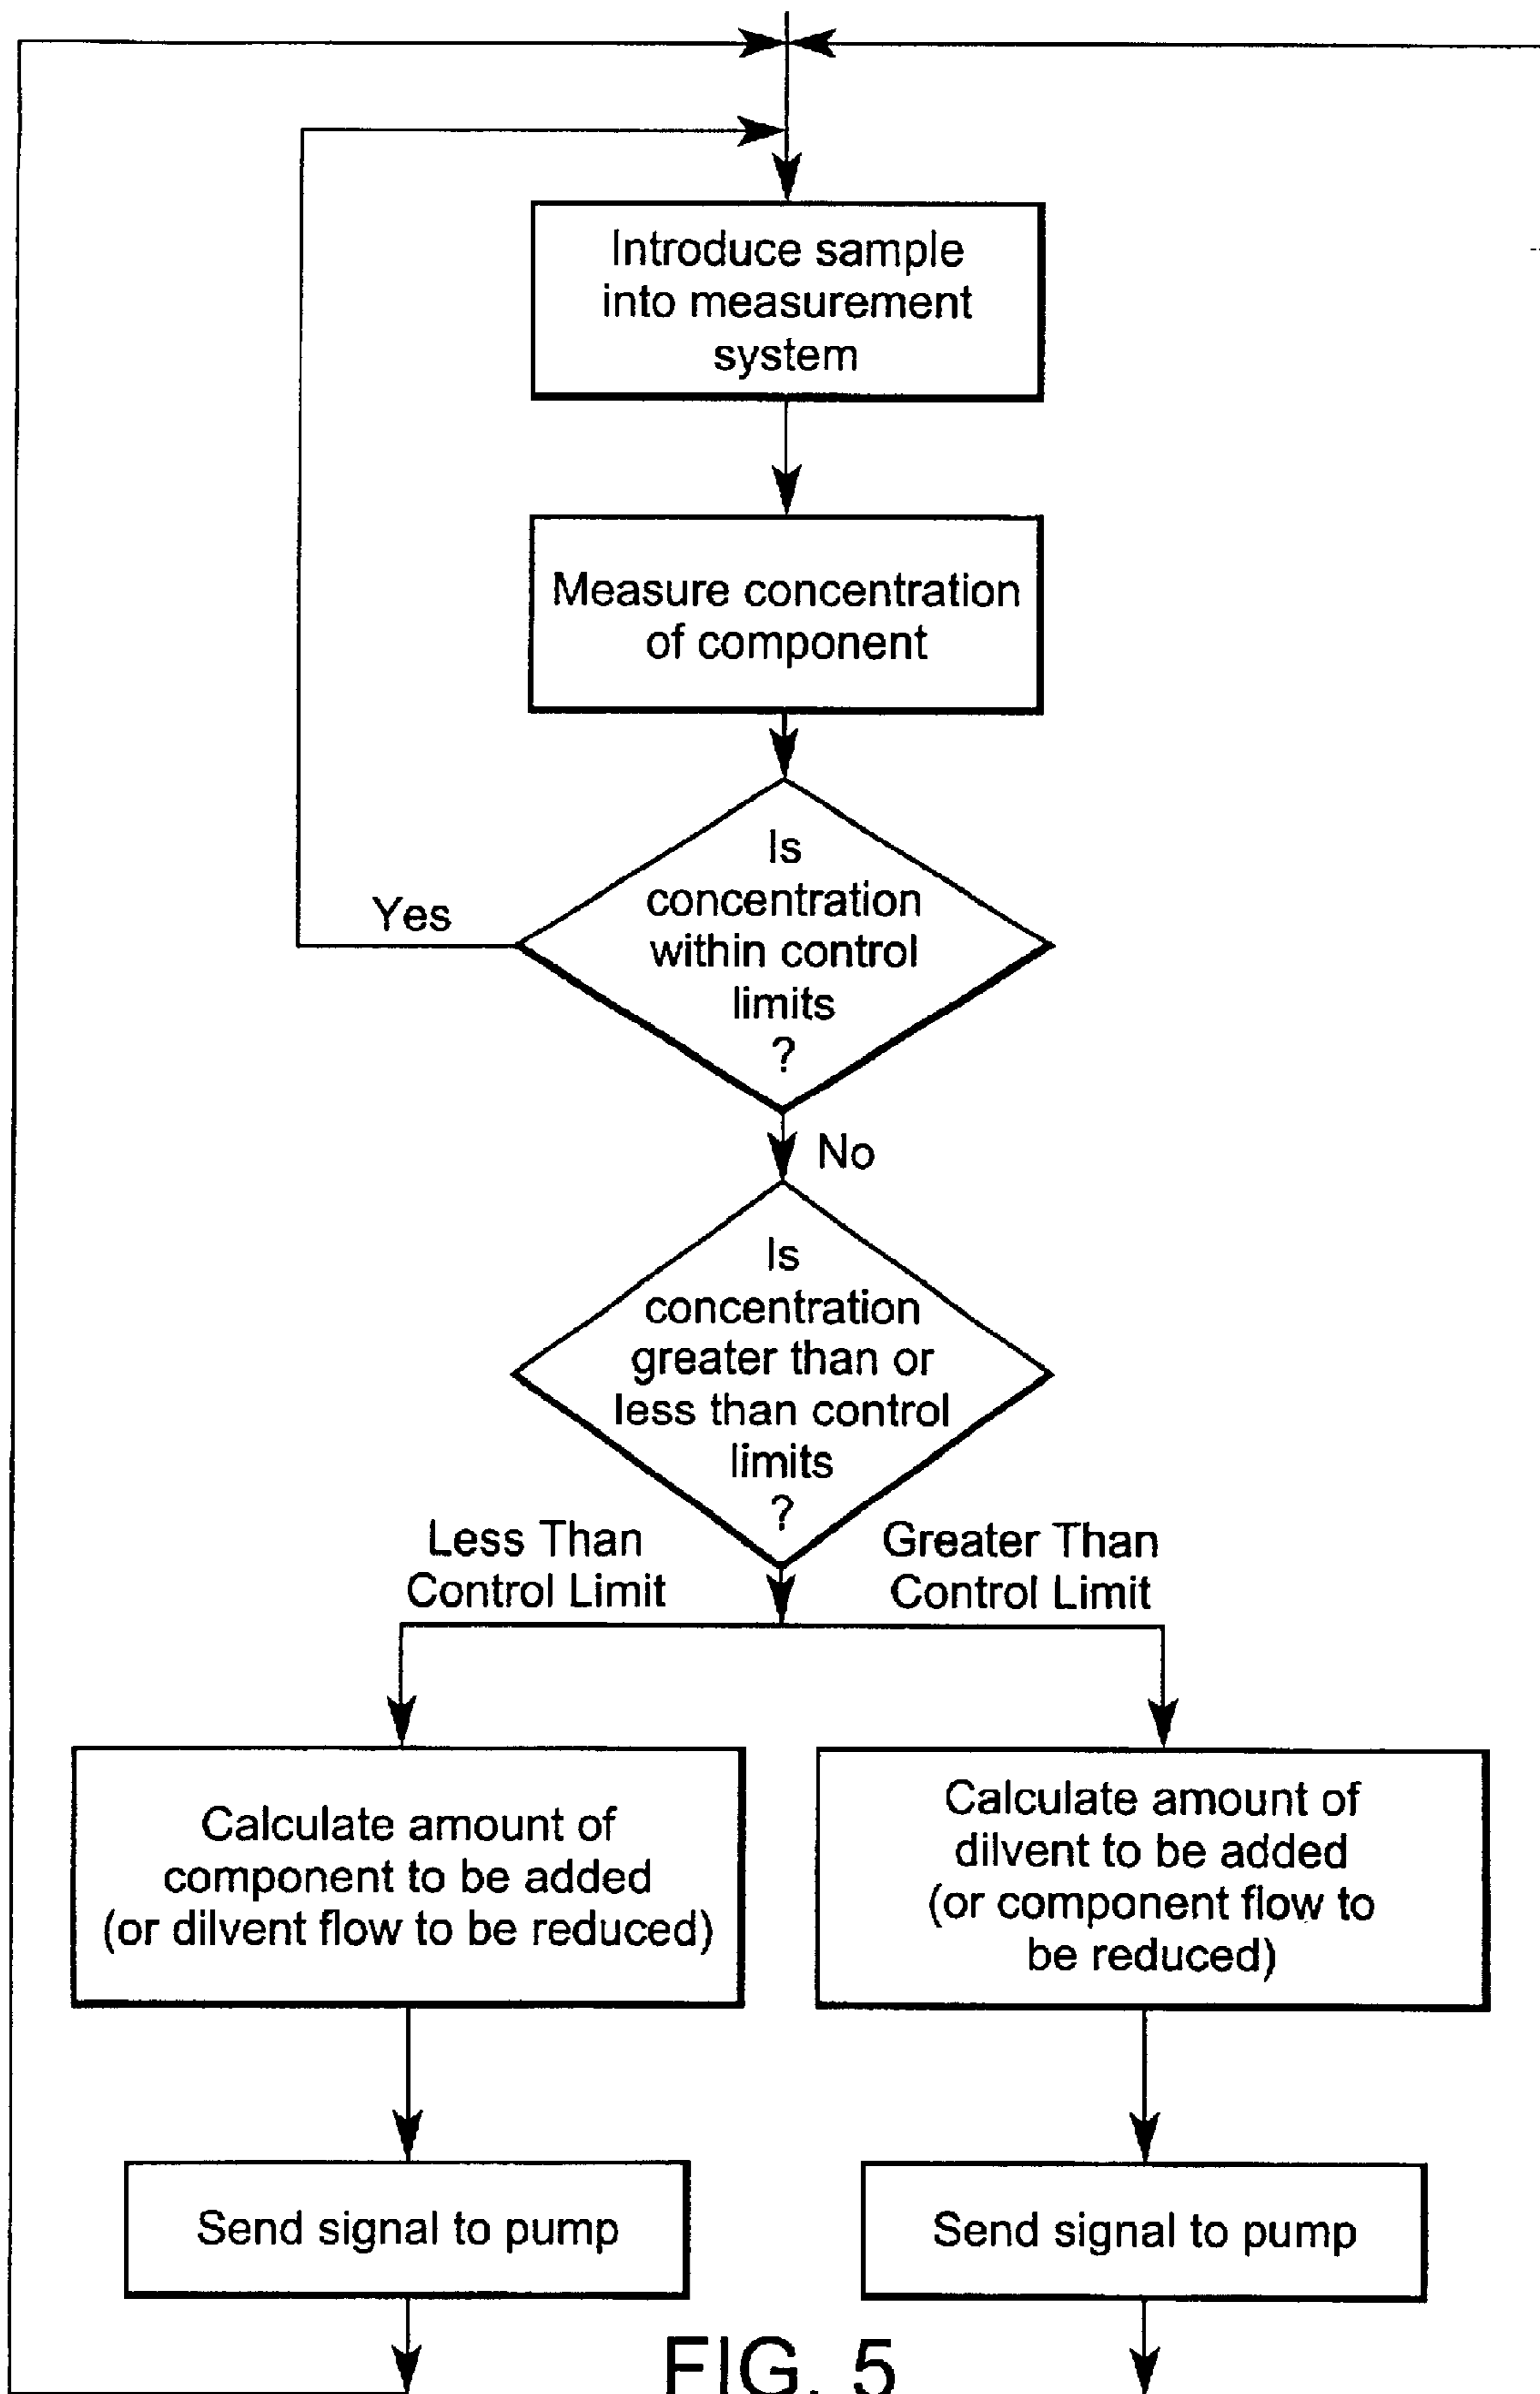 Introduce sample
into measurement
system
Measure concentration
of component
Is
concentration
within control
limits
?
Yes
No
Is
concentration
greater than or
less than control
limits
?
Less Than
Control Limit
Greater Than
Control Limit
Calculate amount of
component to be added
(or dilvent flow to be reduced)
Calculate amount of
dilvent to be added
(or component flow to
be reduced)
Send signal to pump
Send signal to pump
FIG. 5